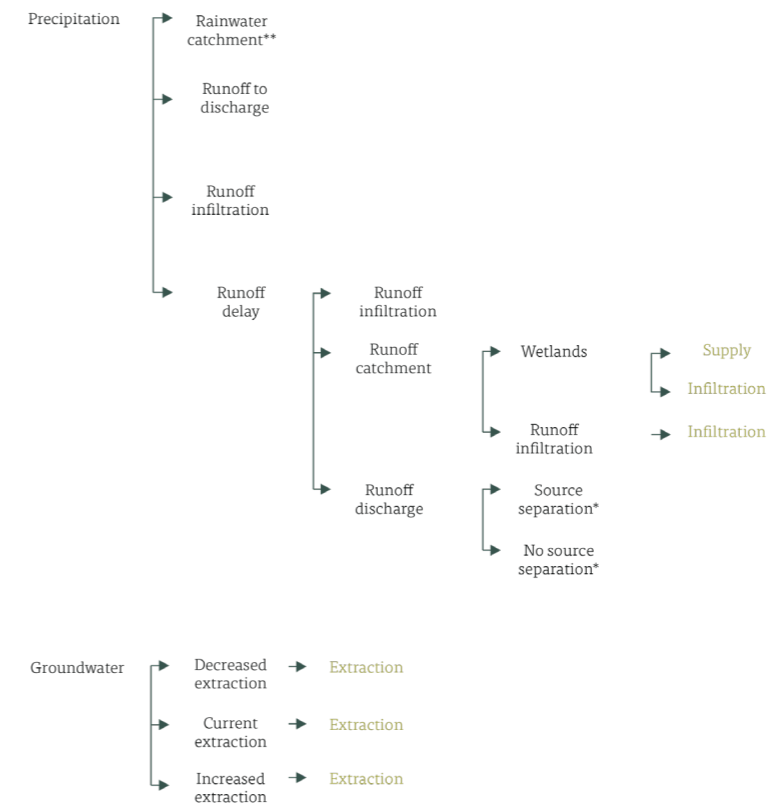 Precipitation
Rainwater
catchment**
Runoff to
discharge
Runoff
infiltration
Runoff
delay
Runoff
infiltration
Runoff
catchment
Wetlands
Supply
Infiltration
Runoff
infiltration
Infiltration
Runoff
discharge
Source
separation*
No source
separation*
Groundwater
Decreased
extraction
Extraction
Current
extraction
Extraction
Increased
extraction
Extraction